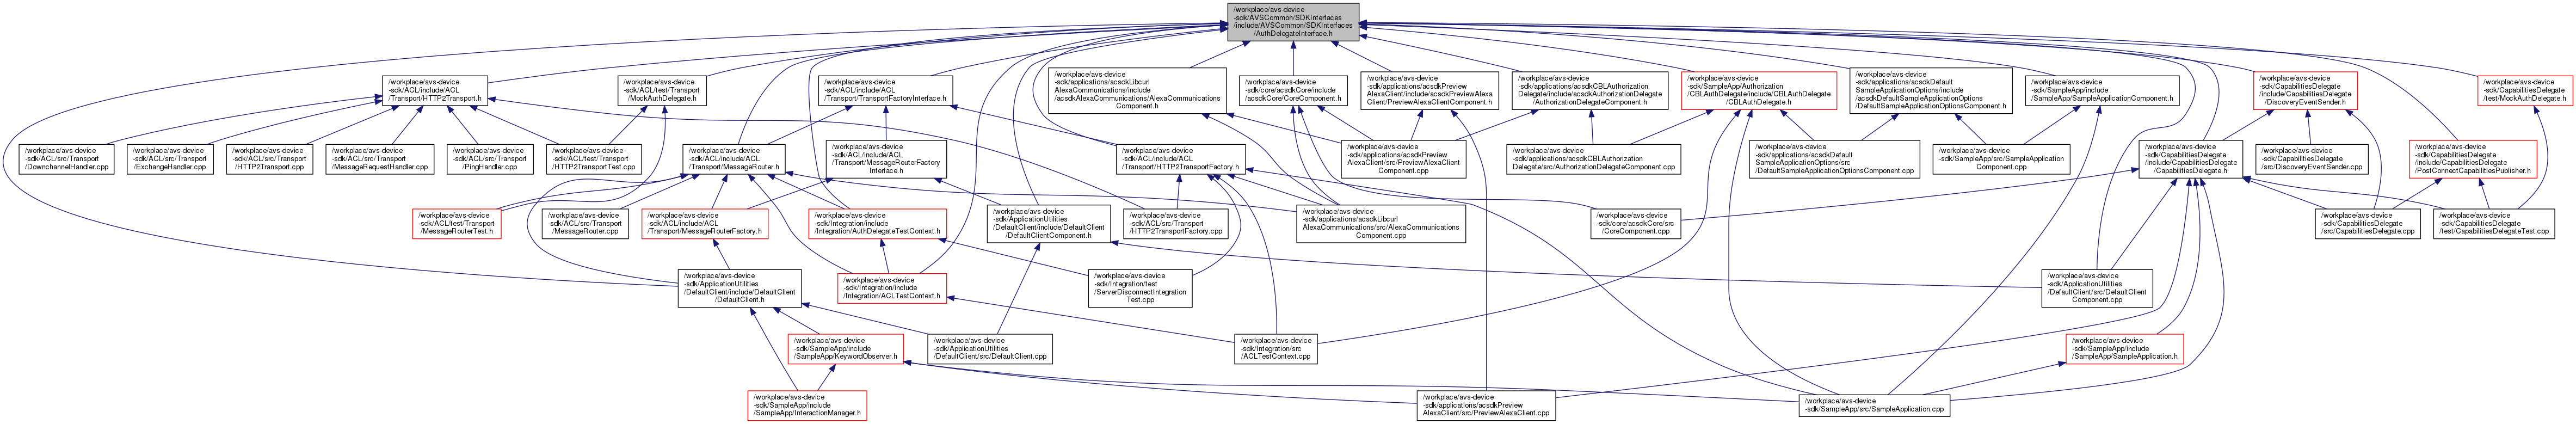 /workplace/avs-device
-sdk/AVSCommon/SDKInterfaces
/include/AVSCommon/SDKInterfaces
/AuthDelegateInterface.h
/workplace/avs-device
-sdk/ACL/include/ACL
/Transport/HTTP2Transport.h
/workplace/avs-device
-sdk/ACL/test/Transport
/MockAuthDelegate.h
/workplace/avs-device
-sdk/ACL/include/ACL
/Transport/TransportFactoryInterface.h
/workplace/avs-device
-sdk/applications/acsdkLibcurl
AlexaCommunications/include
/acsdkAlexaCommunications/AlexaCommunications
Component.h
/workplace/avs-device
-sdk/core/acsdkCore/include
/acsdkCore/CoreComponent.h
/workplace/avs-device
-sdk/applications/acsdkPreview
AlexaClient/include/acsdkPreviewAlexa
Client/PreviewAlexaClientComponent.h
/workplace/avs-device
-sdk/applications/acsdkCBLAuthorization
Delegate/include/acsdkAuthorizationDelegate
/AuthorizationDelegateComponent.h
/workplace/avs-device
-sdk/SampleApp/Authorization
/CBLAuthDelegate/include/CBLAuthDelegate
/CBLAuthDelegate.h
/workplace/avs-device
-sdk/applications/acsdkDefault
SampleApplicationOptions/include
/acsdkDefaultSampleApplicationOptions
/DefaultSampleApplicationOptionsComponent.h
/workplace/avs-device
-sdk/SampleApp/include
/SampleApp/SampleApplicationComponent.h
/workplace/avs-device
-sdk/CapabilitiesDelegate
/include/CapabilitiesDelegate
/DiscoveryEventSender.h
/workplace/avs-device
-sdk/CapabilitiesDelegate
/test/MockAuthDelegate.h
/workplace/avs-device
-sdk/ACL/src/Transport
/DownchannelHandler.cpp
/workplace/avs-device
-sdk/ACL/src/Transport
/ExchangeHandler.cpp
/workplace/avs-device
-sdk/ACL/src/Transport
/HTTP2Transport.cpp
/workplace/avs-device
-sdk/ACL/src/Transport
/MessageRequestHandler.cpp
/workplace/avs-device
-sdk/ACL/src/Transport
/PingHandler.cpp
/workplace/avs-device
-sdk/ACL/test/Transport
/HTTP2TransportTest.cpp
/workplace/avs-device
-sdk/ACL/include/ACL
/Transport/MessageRouter.h
/workplace/avs-device
-sdk/ACL/include/ACL
/Transport/MessageRouterFactory
Interface.h
/workplace/avs-device
-sdk/ACL/include/ACL
/Transport/HTTP2TransportFactory.h
/workplace/avs-device
-sdk/applications/acsdkPreview
AlexaClient/src/PreviewAlexaClient
Component.cpp
/workplace/avs-device
-sdk/applications/acsdkCBLAuthorization
Delegate/src/AuthorizationDelegateComponent.cpp
/workplace/avs-device
-sdk/applications/acsdkDefault
SampleApplicationOptions/src
/DefaultSampleApplicationOptionsComponent.cpp
/workplace/avs-device
-sdk/SampleApp/src/SampleApplication
Component.cpp
/workplace/avs-device
-sdk/CapabilitiesDelegate
/include/CapabilitiesDelegate
/CapabilitiesDelegate.h
/workplace/avs-device
-sdk/CapabilitiesDelegate
/src/DiscoveryEventSender.cpp
/workplace/avs-device
-sdk/CapabilitiesDelegate
/include/CapabilitiesDelegate
/PostConnectCapabilitiesPublisher.h
/workplace/avs-device
-sdk/ACL/test/Transport
/MessageRouterTest.h
/workplace/avs-device
-sdk/ACL/src/Transport
/MessageRouter.cpp
/workplace/avs-device
-sdk/ACL/include/ACL
/Transport/MessageRouterFactory.h
/workplace/avs-device
-sdk/Integration/include
/Integration/AuthDelegateTestContext.h
/workplace/avs-device
-sdk/ApplicationUtilities
/DefaultClient/include/DefaultClient
/DefaultClientComponent.h
/workplace/avs-device
-sdk/ACL/src/Transport
/HTTP2TransportFactory.cpp
/workplace/avs-device
-sdk/applications/acsdkLibcurl
AlexaCommunications/src/AlexaCommunications
Component.cpp
/workplace/avs-device
-sdk/core/acsdkCore/src
/CoreComponent.cpp
/workplace/avs-device
-sdk/CapabilitiesDelegate
/src/CapabilitiesDelegate.cpp
/workplace/avs-device
-sdk/CapabilitiesDelegate
/test/CapabilitiesDelegateTest.cpp
/workplace/avs-device
-sdk/ApplicationUtilities
/DefaultClient/include/DefaultClient
/DefaultClient.h
/workplace/avs-device
-sdk/Integration/include
/Integration/ACLTestContext.h
/workplace/avs-device
-sdk/Integration/test
/ServerDisconnectIntegration
Test.cpp
/workplace/avs-device
-sdk/ApplicationUtilities
/DefaultClient/src/DefaultClient
Component.cpp
/workplace/avs-device
-sdk/SampleApp/include
/SampleApp/KeywordObserver.h
/workplace/avs-device
-sdk/ApplicationUtilities
/DefaultClient/src/DefaultClient.cpp
/workplace/avs-device
-sdk/Integration/src
/ACLTestContext.cpp
/workplace/avs-device
-sdk/SampleApp/include
/SampleApp/SampleApplication.h
/workplace/avs-device
-sdk/SampleApp/include
/SampleApp/InteractionManager.h
/workplace/avs-device
-sdk/applications/acsdkPreview
AlexaClient/src/PreviewAlexaClient.cpp
/workplace/avs-device
-sdk/SampleApp/src/SampleApplication.cpp